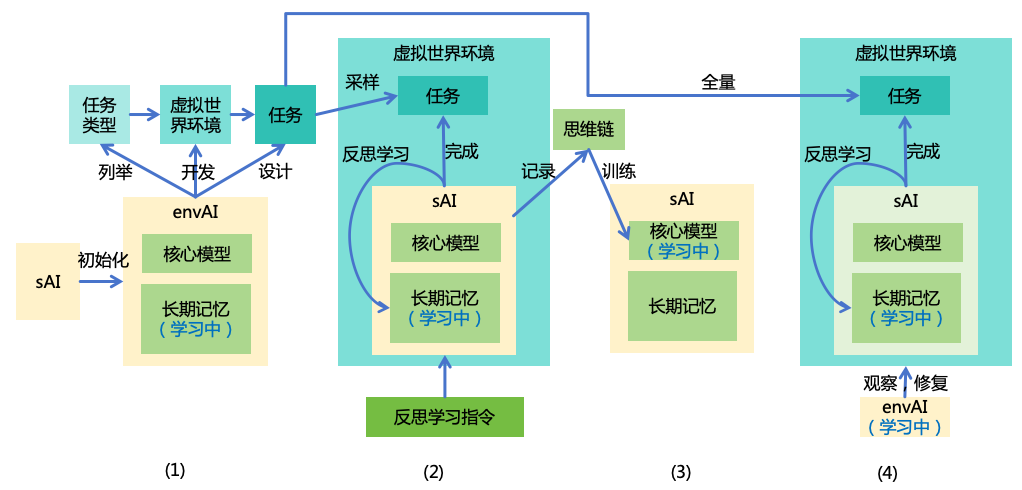 任务
类型
虚拟世
界环境
任务
列举
开发
设计
envAI
核心模型
长期记忆
（学习中）
sAI
初始化
采样
虚拟世界环境
任务
反思学习
完成
sAI
核心模型
长期记忆
（学习中）
反思学习指令
记录
思维链
训练
sAI
核心模型
（学习中）
长期记忆
全量
虚拟世界环境
任务
反思学习
完成
sAI
核心模型
长期记忆
（学习中）
观察，修复
envAI
（学习中）
(1)
(2)
(3)
(4)